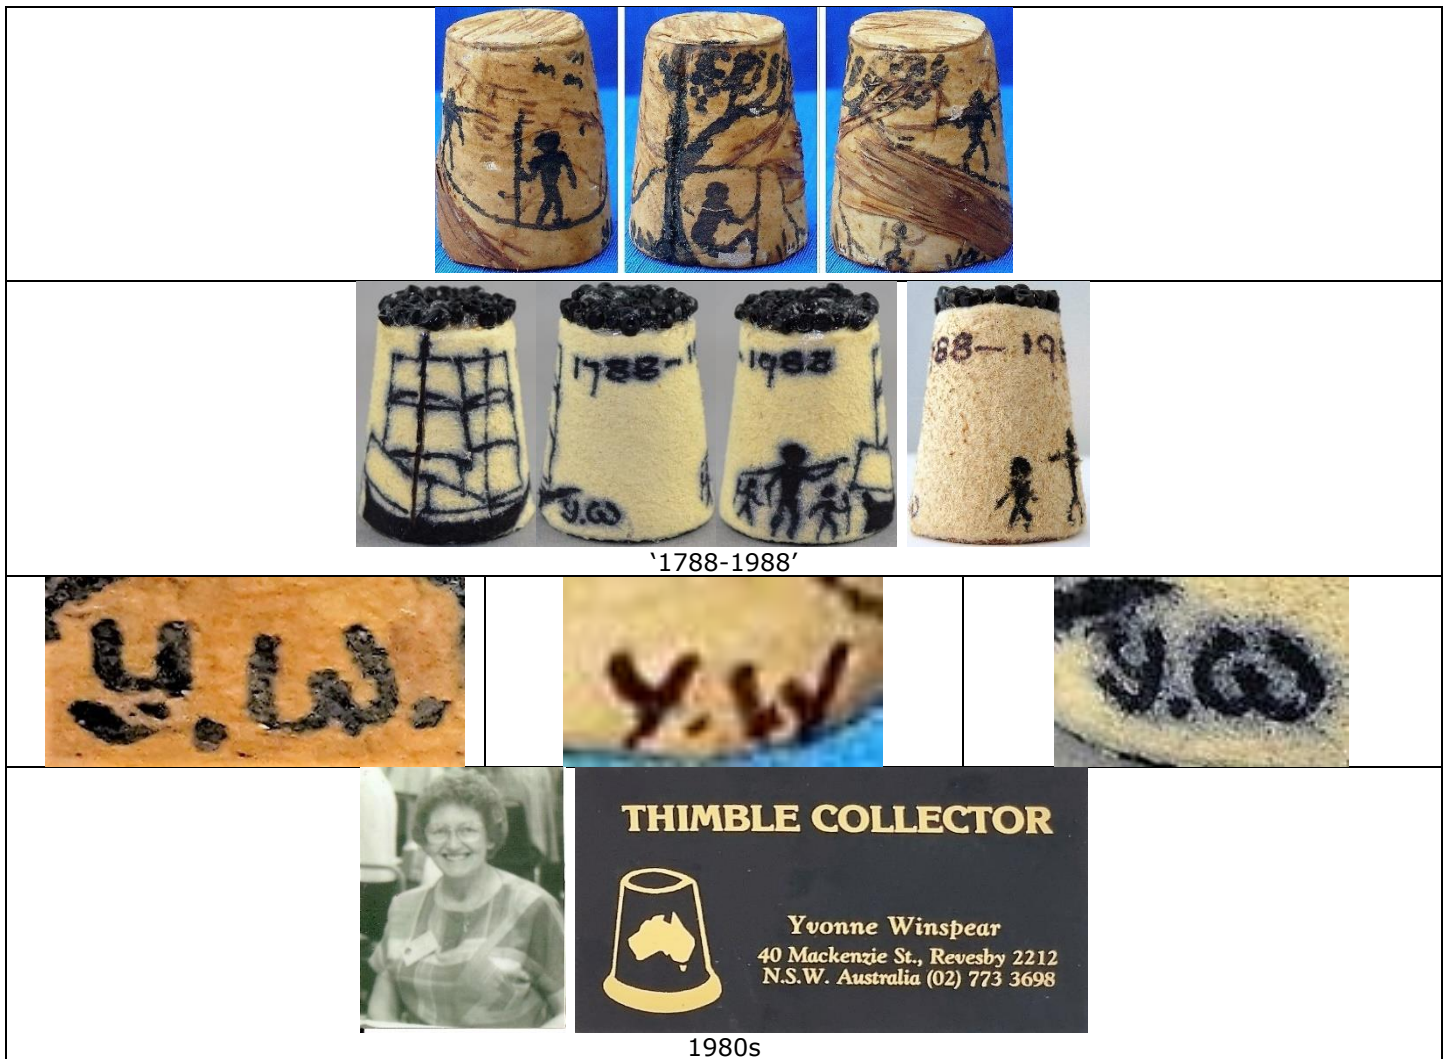 1788-1
-1988
88- 19
y.w
'1788-1988'
y.w.
y.w
y.w
THIMBLE COLLECTOR
Yvonne Winspear
40 Mackenzie St., Revesby 2212
N.S.W. Australia (02) 773 3698
1980s